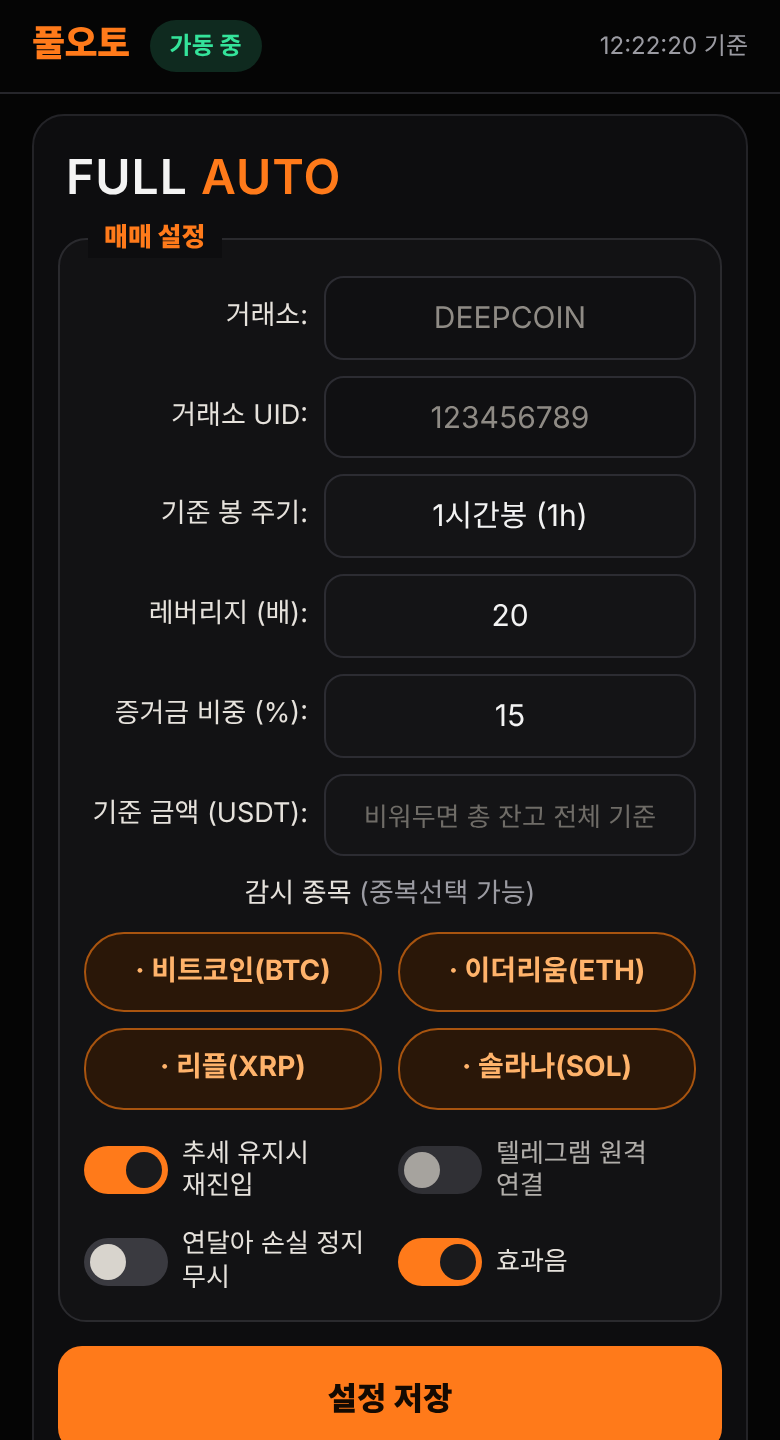 풀오토 가동 중 12:22:20 기준
FULL AUTO
매매 설정
거래소: DEEPCOIN
거래소 UID: 123456789
기준 봉 주기: 1시간봉 (1h)
레버리지 (배): 20
증거금 비중 (%): 15
기준 금액 (USDT): 비워두면 총 잔고 전체 기준
감시 종목 (중복선택 가능)
· 비트코인(BTC) · 이더리움(ETH)
· 리플(XRP) · 솔라나(SOL)
추세 유지시
재진입
텔레그램 원격
연결
연달아 손실 정지
무시
효과음
설정 저장